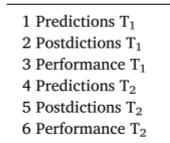 1 Predictions T₁
2 Postdictions T₁
3 Performance T₁
4 Predictions T₂
5 Postdictions T₂
6 Performance T₂